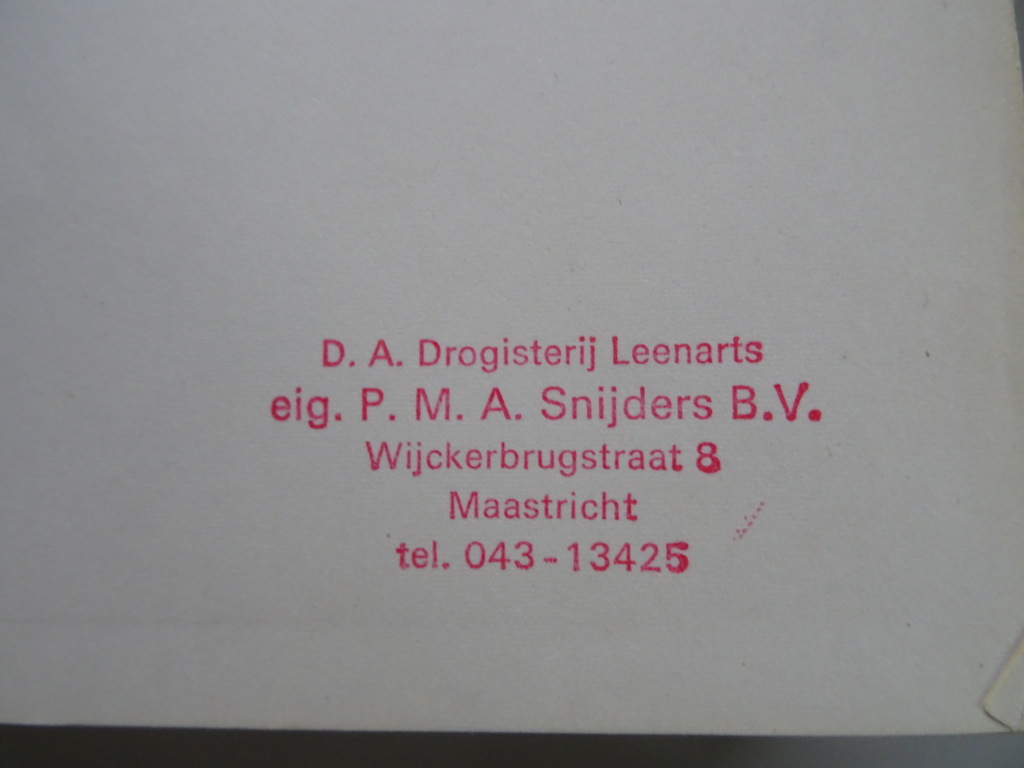 D. A. Drogisterij Leenarts
eig. P. M. A. Snijders B.V.
Wijckerbrugstraat 8
Maastricht
tel. 043-13425